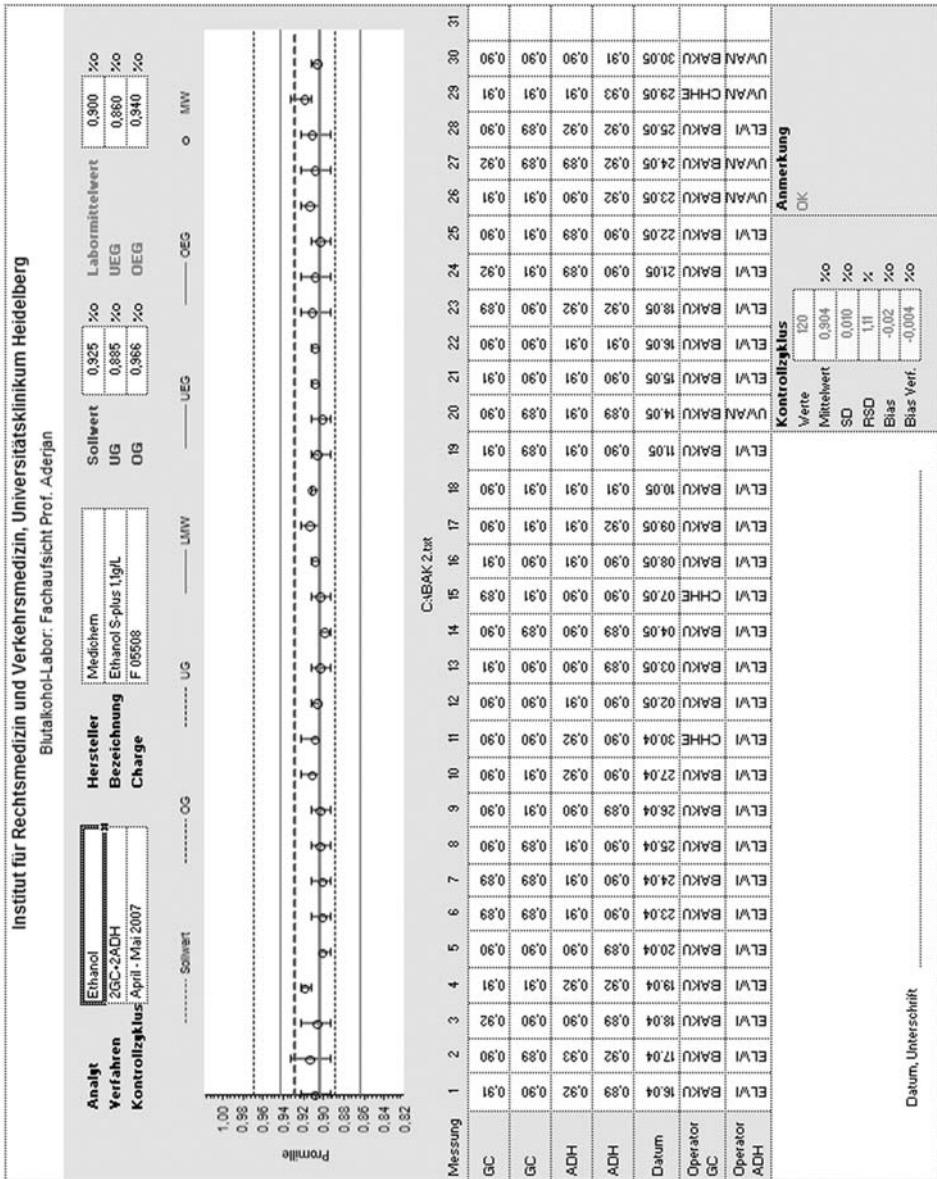 Institut für Rechtsmedizin und Verkehrsmedizin, Universitätsklinikum Heidelberg
Blutalkohol-Labor: Fachaufsicht Prof. Aderjan
Analyt Ethanol Hersteller Medichem Sollwert 0,925 %o Labormittelwert 0,900 %o
Verfahren 2GC+2ADH Bezeichnung Ethanol S-plus 1,1g/L UG 0,885 %o UEG 0,860 %o
Kontrollzyklus April - Mai 2007 Charge F 05508 OG 0,966 %o OEG 0,940 %o
Sollwert OG UG LMW UEG OEG MW
Promille
1,00
0,98
0,96
0,94
0,92
0,90
0,88
0,86
0,84
0,82
C:\BAK 2.txt
Messung 1 2 3 4 5 6 7 8 9 10 11 12 13 14 15 16 17 18 19 20 21 22 23 24 25 26 27 28 29 30 31
GC 0,91 0,90 0,92 0,91 0,90 0,89 0,89 0,90 0,90 0,90 0,90 0,90 0,91 0,90 0,89 0,91 0,90 0,90 0,91 0,90 0,91 0,90 0,89 0,92 0,90 0,91 0,92 0,90 0,91 0,90
GC 0,90 0,89 0,90 0,91 0,90 0,89 0,89 0,89 0,91 0,91 0,90 0,90 0,90 0,89 0,91 0,90 0,91 0,91 0,89 0,89 0,90 0,90 0,90 0,91 0,91 0,91 0,89 0,89 0,91 0,90
ADH 0,92 0,93 0,90 0,92 0,90 0,91 0,91 0,91 0,90 0,92 0,92 0,91 0,90 0,90 0,90 0,91 0,91 0,91 0,91 0,91 0,91 0,91 0,92 0,89 0,89 0,90 0,89 0,92 0,91 0,90
ADH 0,89 0,92 0,89 0,92 0,89 0,90 0,90 0,90 0,89 0,90 0,90 0,90 0,89 0,89 0,90 0,90 0,92 0,91 0,90 0,89 0,90 0,91 0,92 0,90 0,90 0,92 0,92 0,92 0,93 0,91
Datum 16.04 17.04 18.04 19.04 20.04 23.04 24.04 25.04 26.04 27.04 30.04 02.05 03.05 04.05 07.05 08.05 09.05 10.05 11.05 14.05 15.05 16.05 18.05 21.05 22.05 23.05 24.05 25.05 29.05 30.05
Operator GC BAKU BAKU BAKU BAKU BAKU BAKU BAKU BAKU BAKU BAKU CHHE BAKU BAKU BAKU CHHE BAKU BAKU BAKU BAKU BAKU BAKU BAKU BAKU BAKU BAKU BAKU BAKU BAKU CHHE BAKU
Operator ADH ELWI ELWI ELWI ELWI ELWI ELWI ELWI ELWI ELWI ELWI ELWI ELWI ELWI ELWI ELWI ELWI ELWI ELWI ELWI UWAN ELWI ELWI ELWI ELWI ELWI UWAN UWAN ELWI UWAN UWAN
Kontrollzyklus
Werte 120
Mittelwert 0,904 %o
SD 0,010 %o
RSD 1,11 %
Bias -0,02 %o
Bias Verf. -0,004 %o
Anmerkung
OK
Datum, Unterschrift